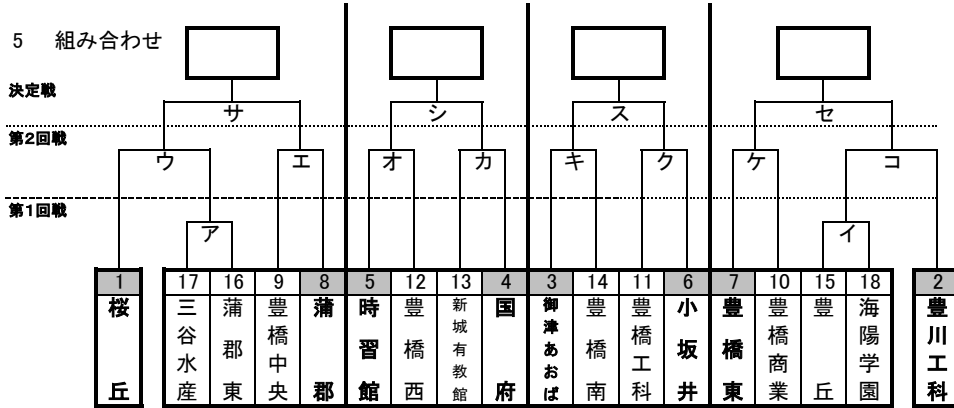 5 組み合わせ
決定戦
サ シ ス セ
第2回戦
ウ エ オ カ キ ク ケ コ
第1回戦
ア イ
1 17 16 9 8 5 12 13 4 3 14 11 6 7 10 15 18 2
桜丘
三谷水産
蒲郡東
豊橋中央
蒲郡
時習館
豊橋西
新城有教館
国府
御津あおば
豊橋南
豊橋工科
小坂井
豊橋東
豊橋商業
豊丘
海陽学園
豊川工科